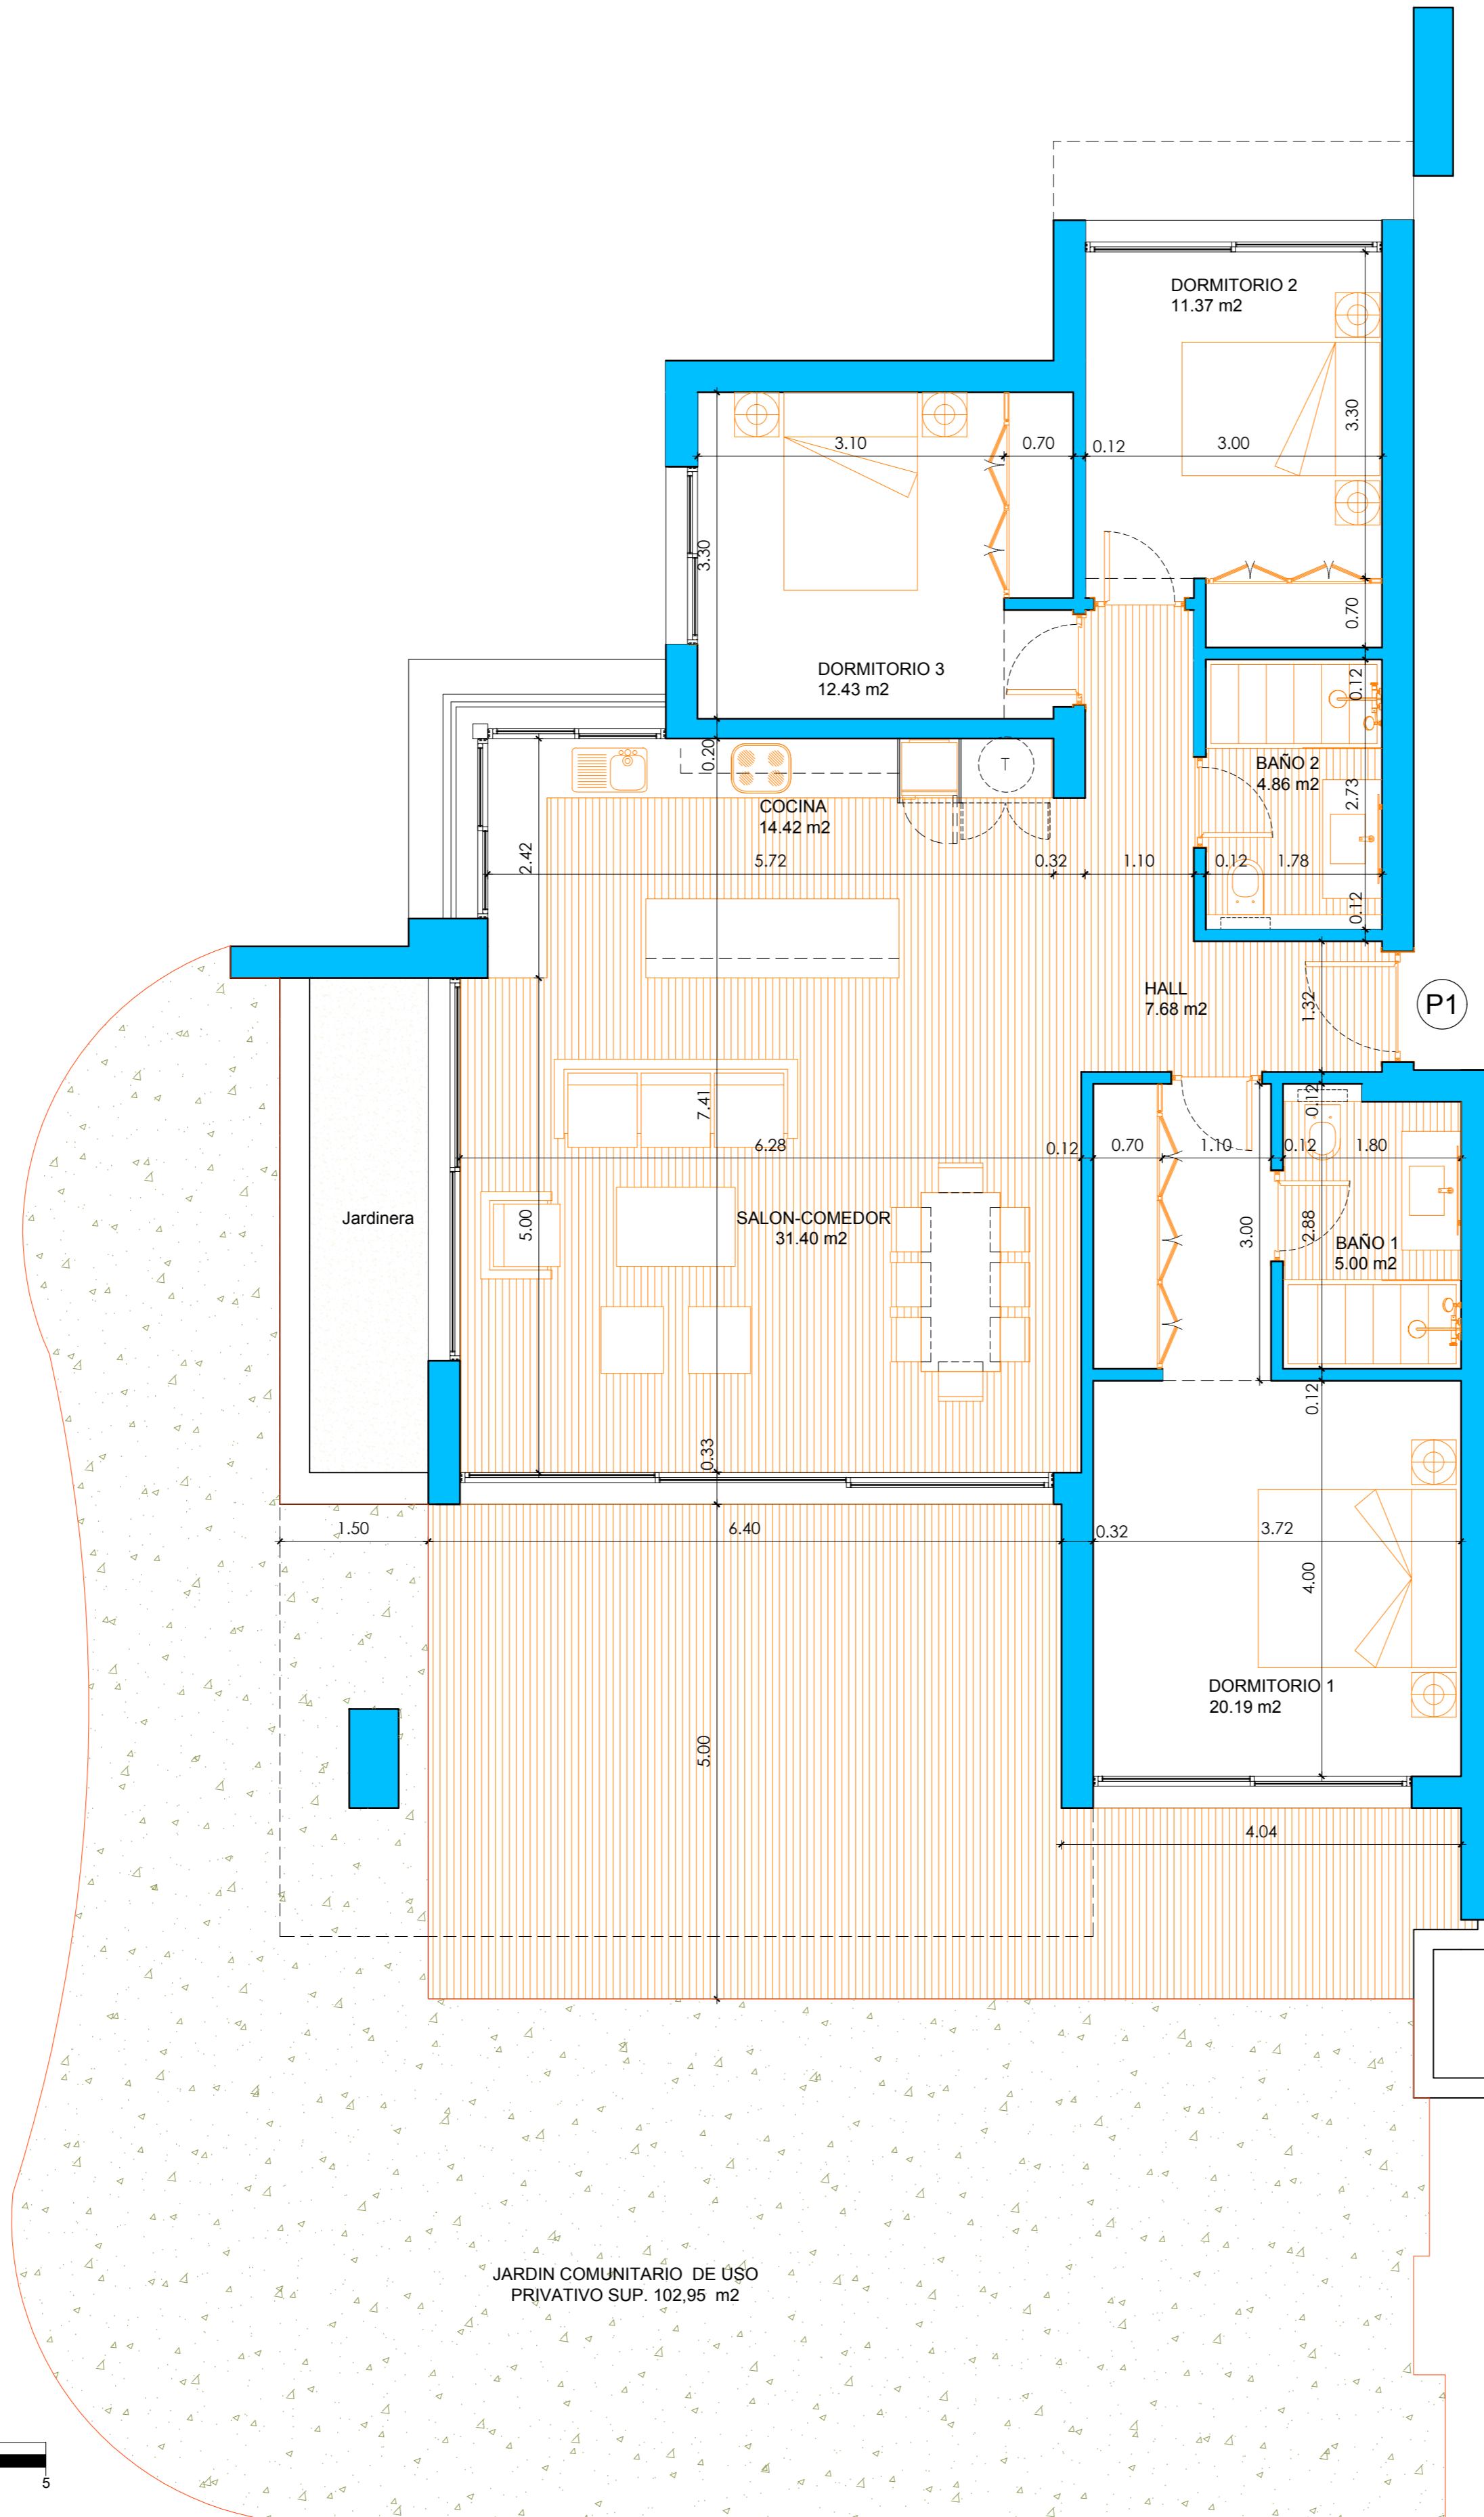 DORMITORIO 2
11.37 m2
3.30
3.10
0.70
0.12
3.00
3.30
0.70
DORMITORIO 3
12.43 m2
0.12
0.20
T
BAÑO 2
4.86 m2
2.73
COCINA
14.42 m2
2.42
5.72
0.32
1.10
0.12
1.78
0.12
HALL
7.68 m2
1.32
P1
7.41
0.12
6.28
0.12
0.70
1.10
0.12
1.80
Jardinera
5.00
SALON-COMEDOR
31.40 m2
3.00
2.88
BAÑO 1
5.00 m2
0.12
0.33
1.50
6.40
0.32
3.72
4.00
DORMITORIO 1
20.19 m2
5.00
4.04
JARDIN COMUNITARIO DE USO
PRIVATIVO SUP. 102,95 m2
5